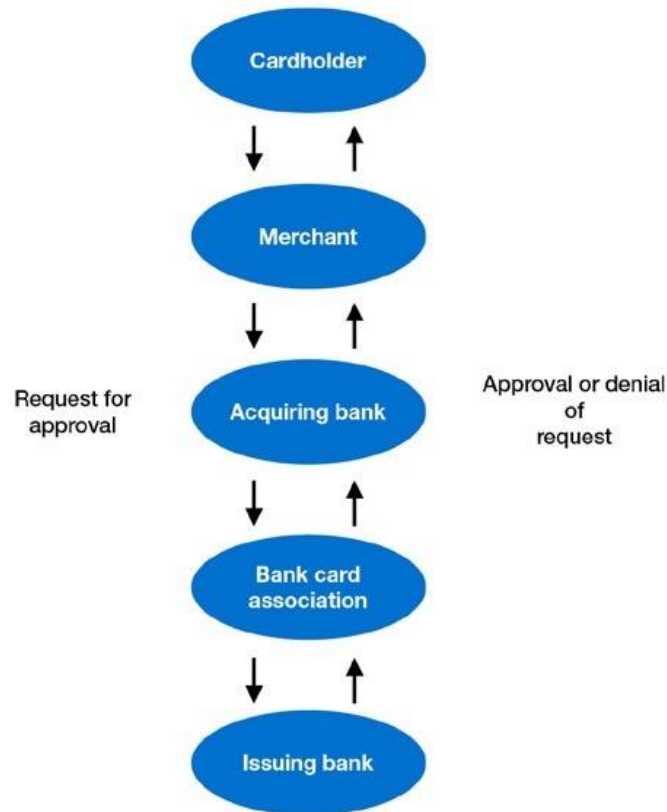 Cardholder
Merchant
Request for
approval
Acquiring bank
Approval or denial
of
request
Bank card
association
Issuing bank